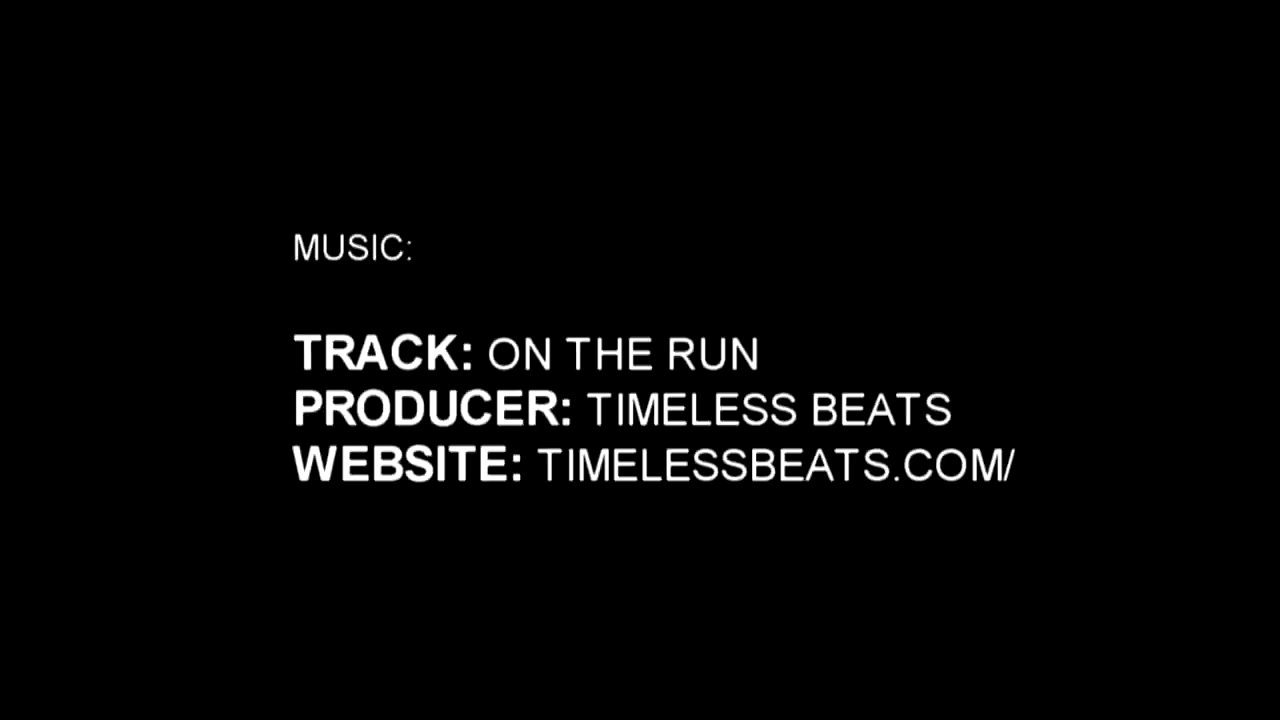 MUSIC:
TRACK: ON THE RUN
PRODUCER: TIMELESS BEATS
WEBSITE: TIMELESSBEATS.COM/